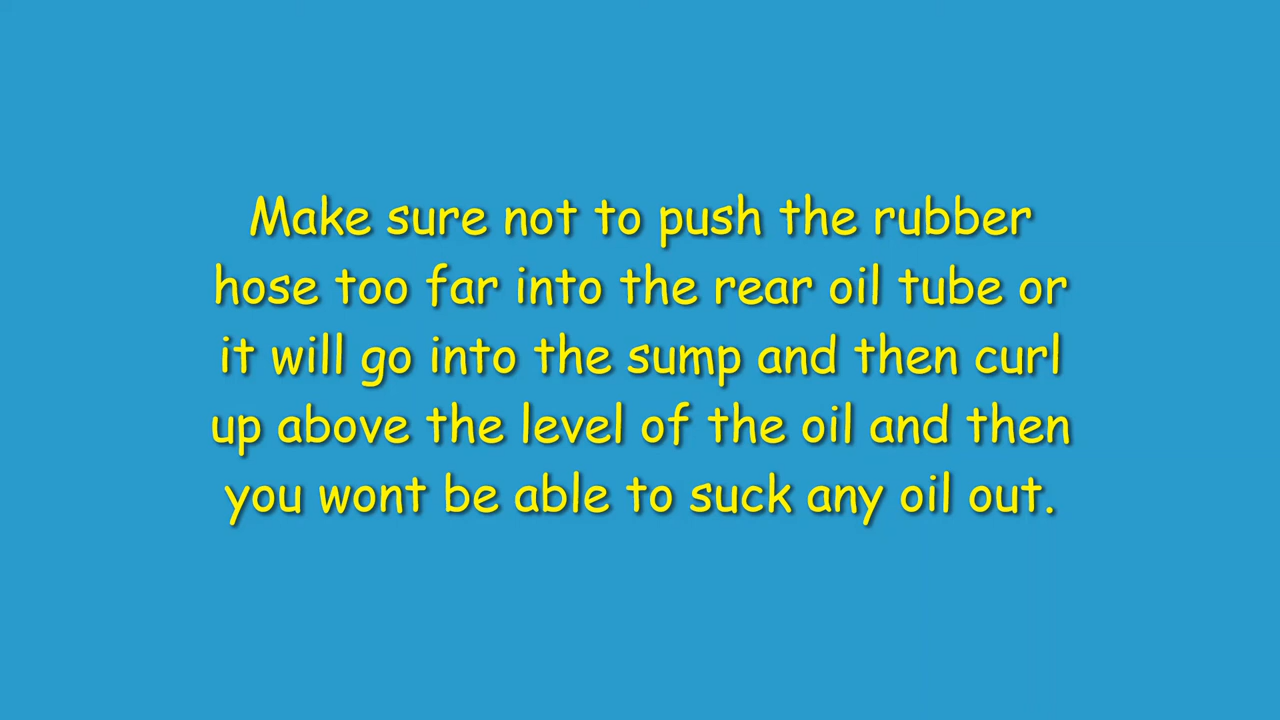 Make sure not to push the rubber
hose too far into the rear oil tube or
it will go into the sump and then curl
up above the level of the oil and then
you wont be able to suck any oil out.